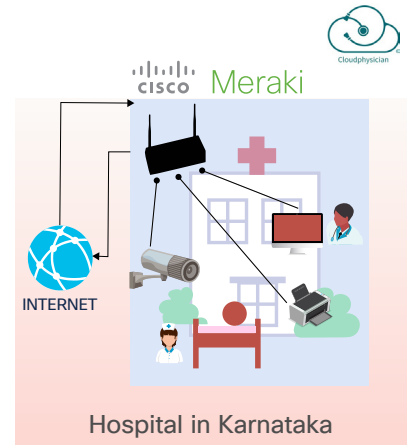 Cloudphysician
CISCO Meraki
INTERNET
Hospital in Karnataka